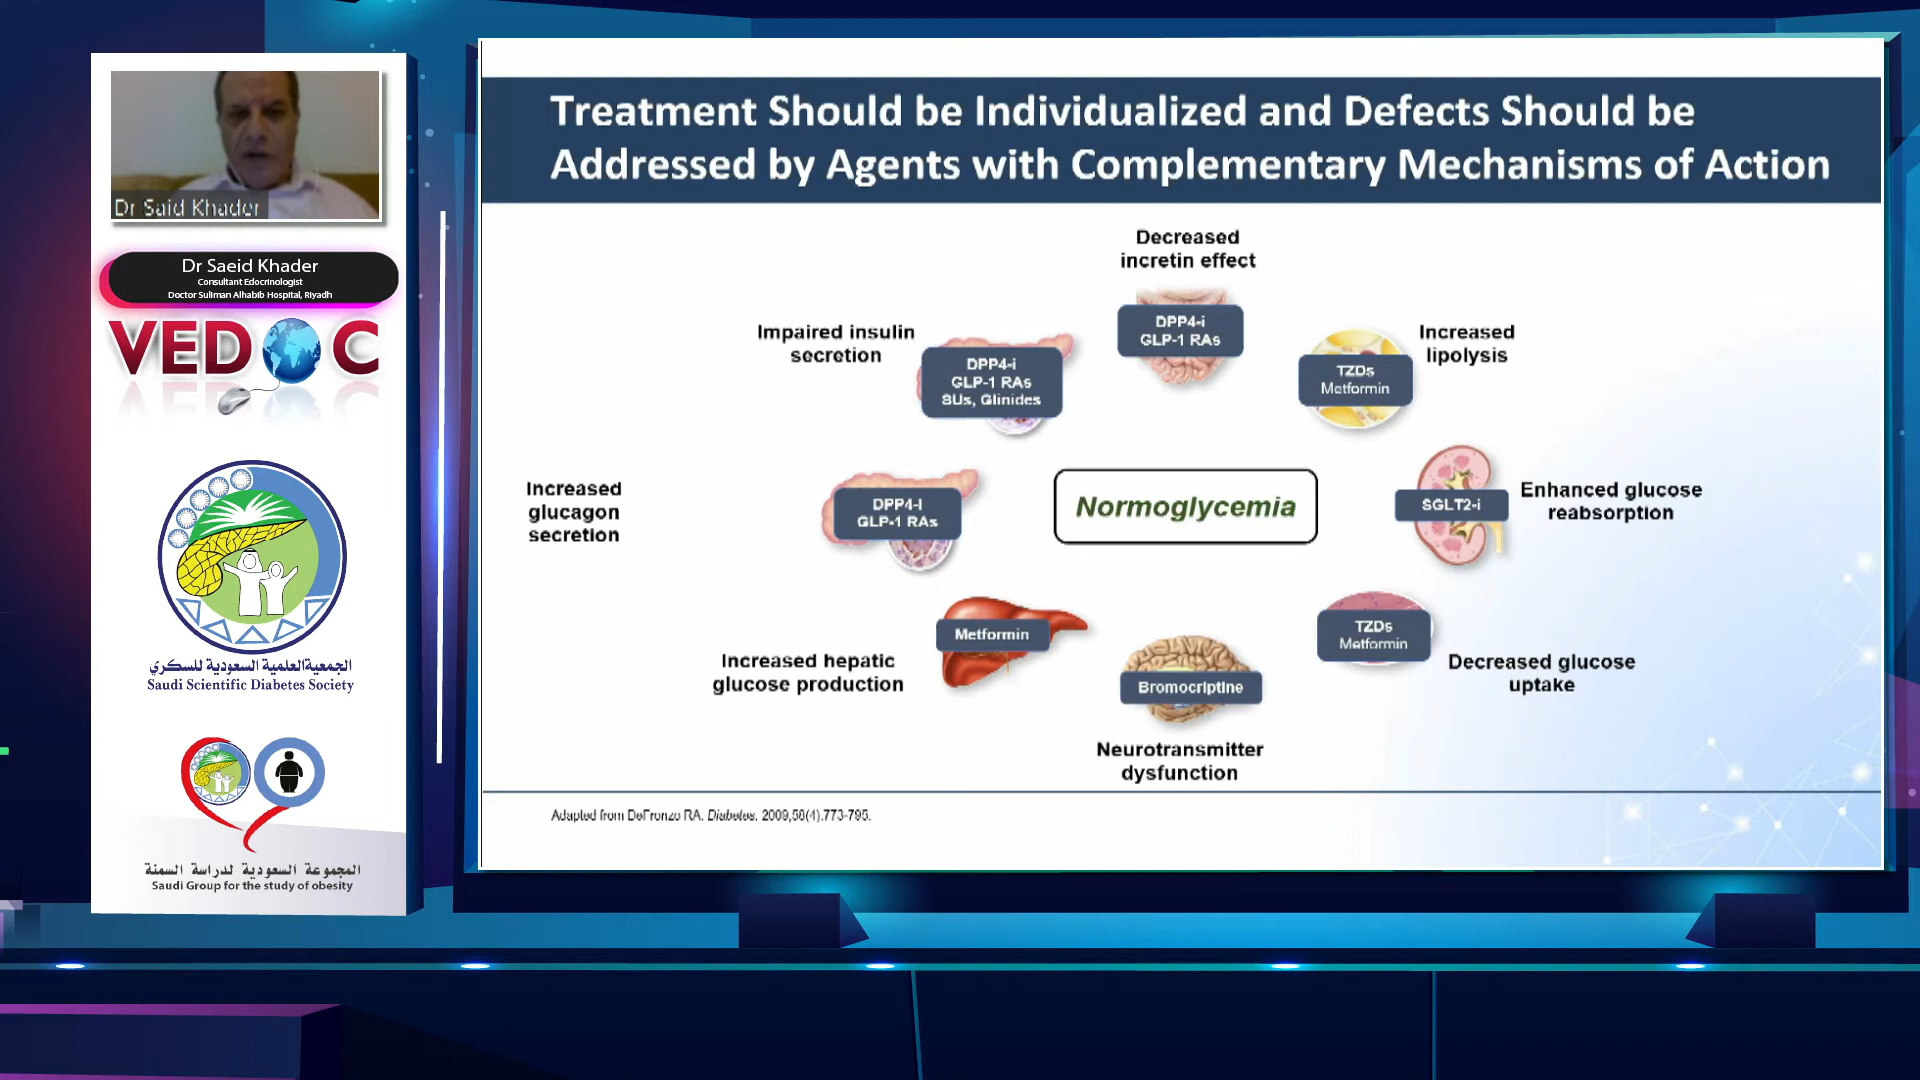 Dr Said Khader
Dr Saeid Khader
Consultant Edocrinologist
Doctor Suliman Alhabib Hospital, Riyadh
VEDOC
الجمعية العلمية السعودية للسكري
Saudi Scientific Diabetes Society
المجموعة السعودية لدراسة السمنة
Saudi Group for the study of obesity
Treatment Should be Individualized and Defects Should be
Addressed by Agents with Complementary Mechanisms of Action
Decreased
incretin effect
DPP4-i
GLP-1 RAs
Impaired insulin
secretion
DPP4-i
GLP-1 RAs
SUs, Glinides
Increased
lipolysis
TZDs
Metformin
Increased
glucagon
secretion
DPP4-I
GLP-1 RAs
Normoglycemia
SGLT2-i
Enhanced glucose
reabsorption
Increased hepatic
glucose production
Metformin
Bromocriptine
Neurotransmitter
dysfunction
TZDs
Metformin
Decreased glucose
uptake
Adapted from DeFronzo RA. Diabetes. 2009;58(4).773-795.